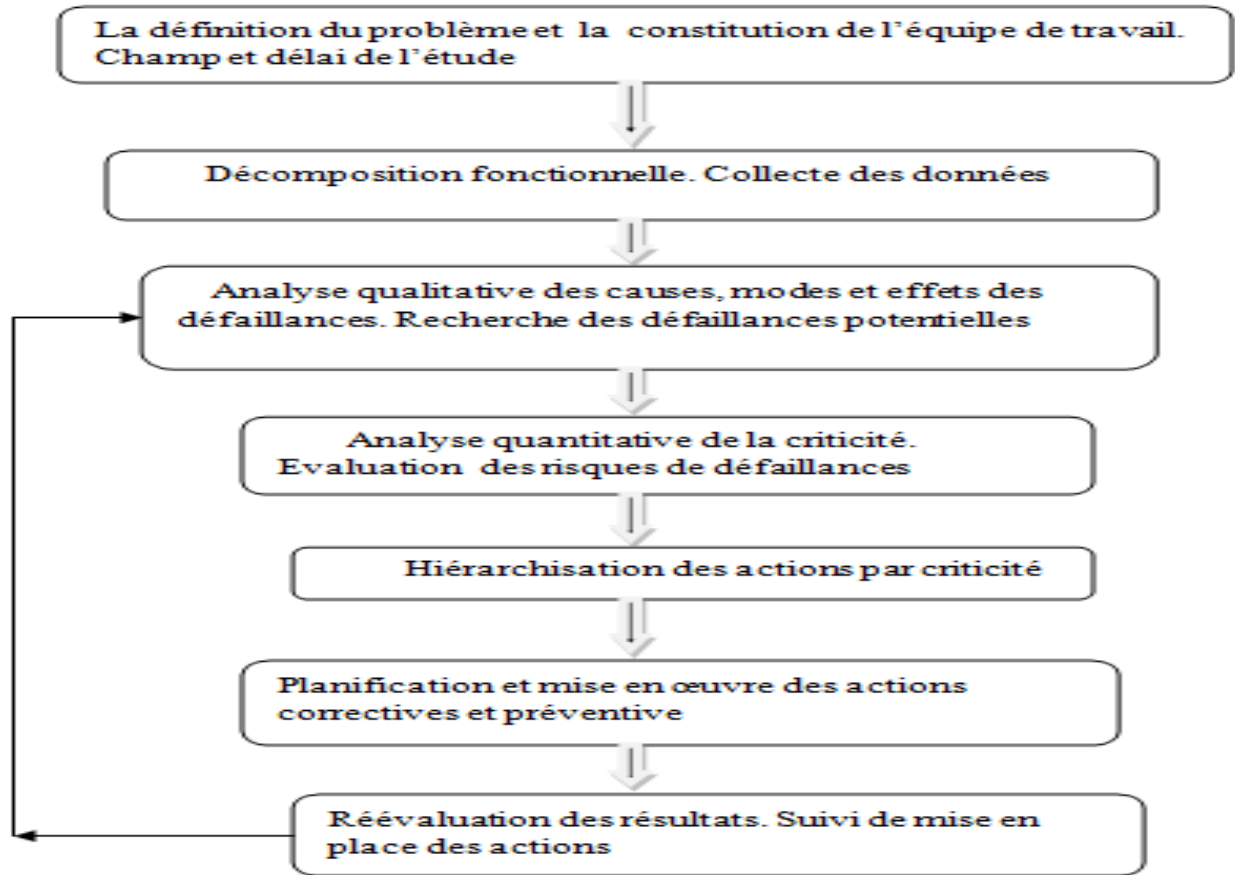 La définition du problème et la constitution de l’équipe de travail.
Champ et délai de l’étude
Décomposition fonctionnelle. Collecte des données
Analyse qualitative des causes, modes et effets des
défaillances. Recherche des défaillances potentielles
Analyse quantitative de la criticité.
Evaluation des risques de défaillances
Hiérarchisation des actions par criticité
Planification et mise en œuvre des actions
correctives et préventive
Réévaluation des résultats. Suivi de mise en
place des actions